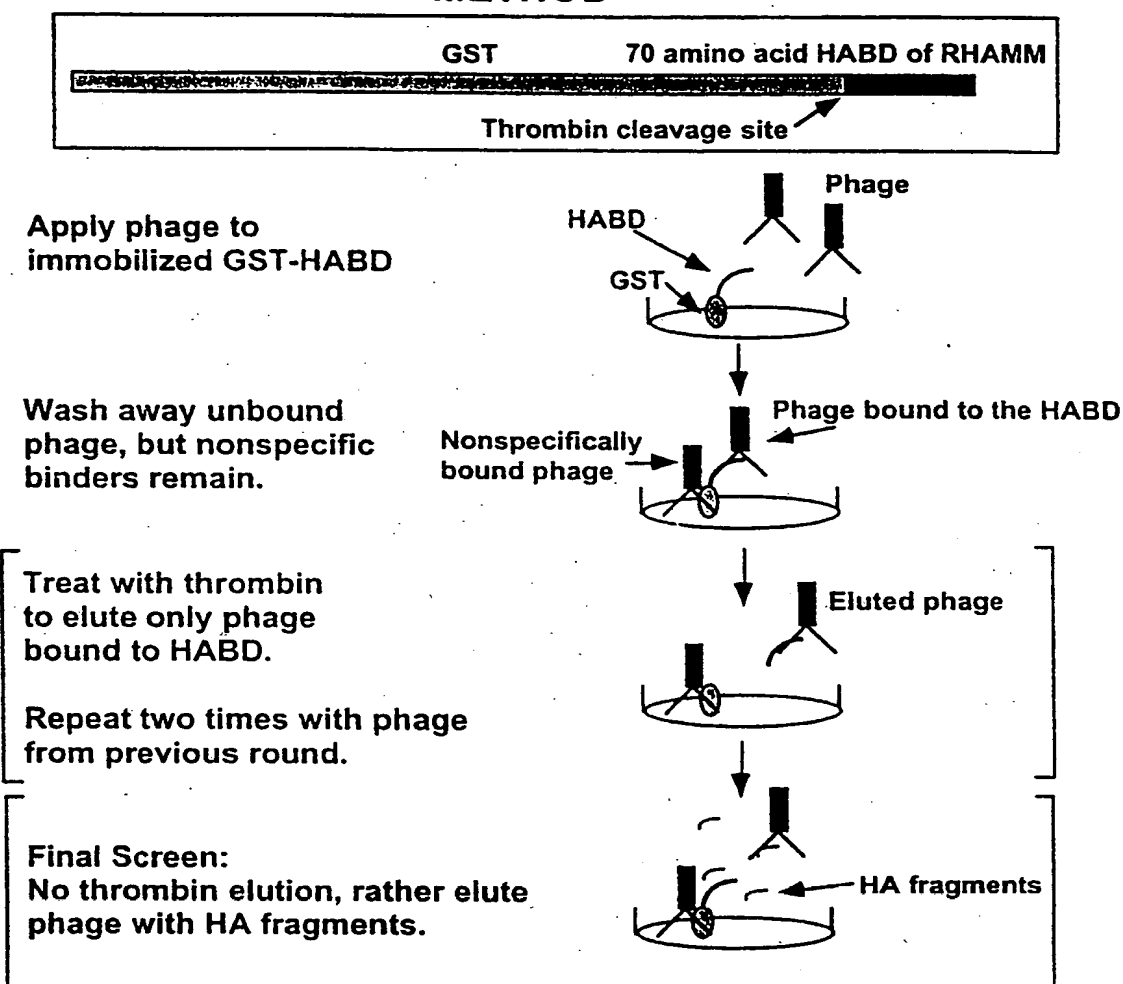 GST 70 amino acid HABD of RHAMM
Thrombin cleavage site
Apply phage to
immobilized GST-HABD
Phage
HABD
GST
Wash away unbound
phage, but nonspecific
binders remain.
Nonspecifically
bound phage
Phage bound to the HABD
Treat with thrombin
to elute only phage
bound to HABD.
Repeat two times with phage
from previous round.
Eluted phage
Final Screen:
No thrombin elution, rather elute
phage with HA fragments.
HA fragments